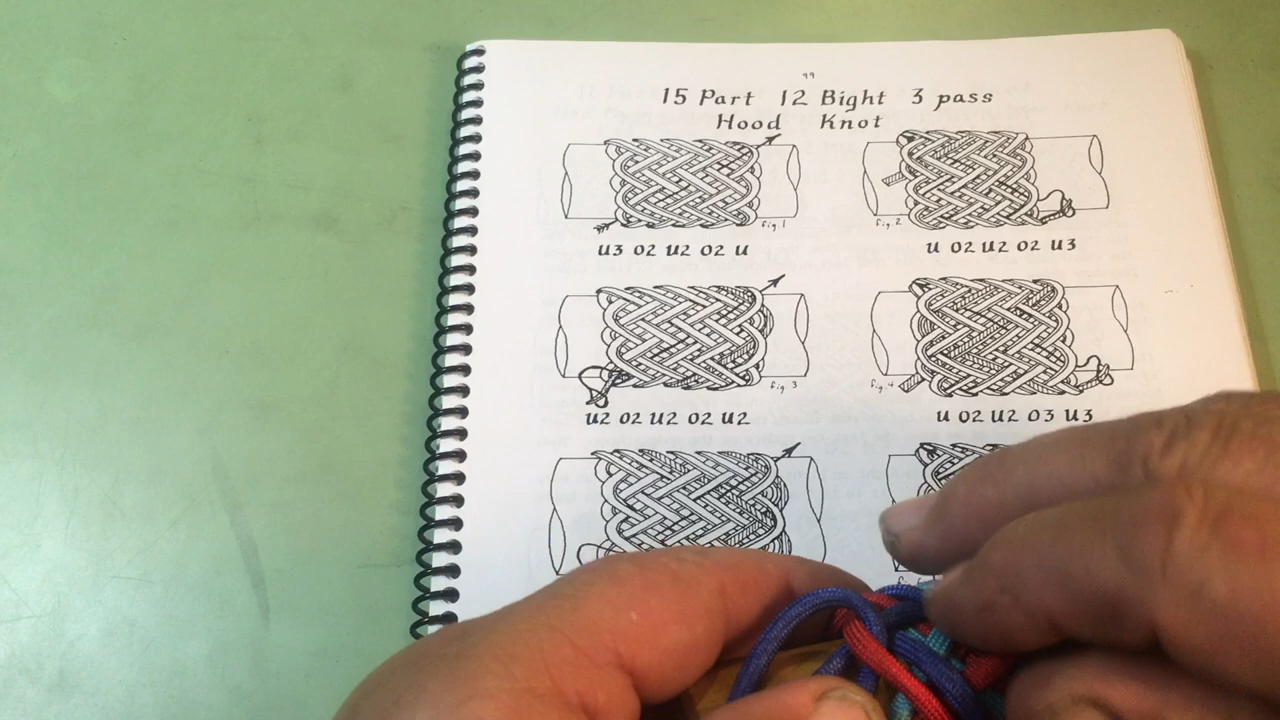 99
15 Part 12 Bight 3 pass
Hood Knot
fig. 1
fig. 2
U3 O2 U2 O2 U
U O2 U2 O2 U3
fig. 3
fig. 4
U2 O2 U2 O2 U2
U O2 U2 O3 U3